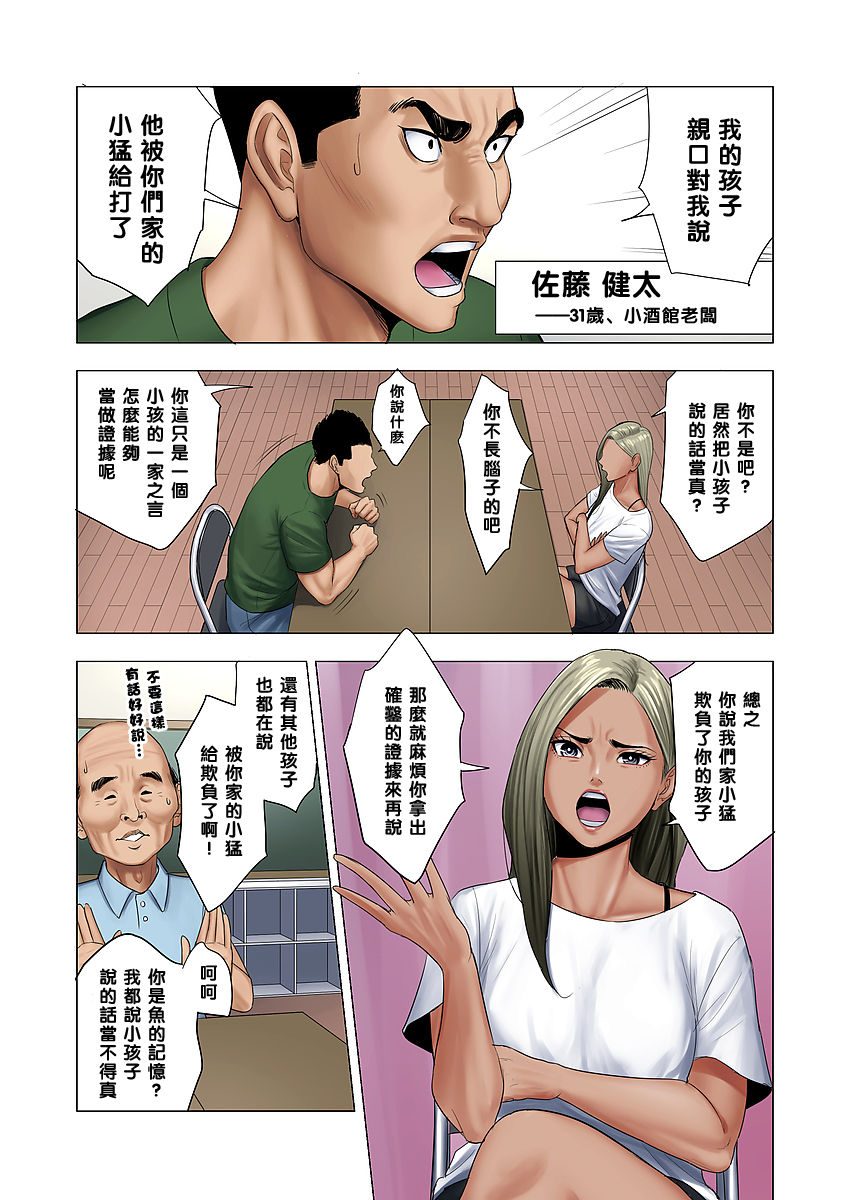 我的孩子
親口對我說
他被你們家的
小猛給打了
佐藤 健太
——31歲、小酒館老闆
你不是吧？
居然把小孩子
說的話當真？
你不長腦子的吧
你說什麼
你這只是一個
小孩的一家之言
怎麼能夠
當做證據呢
總之
你說我們家小猛
欺負了你的孩子
那麼就麻煩你拿出
確鑿的證據來再說
還有其他孩子
也都在說
被你家的小猛
給欺負了啊！
不要這樣
有話好好說…
呵呵
你是魚的記憶？
我都說小孩子
說的話當不得真